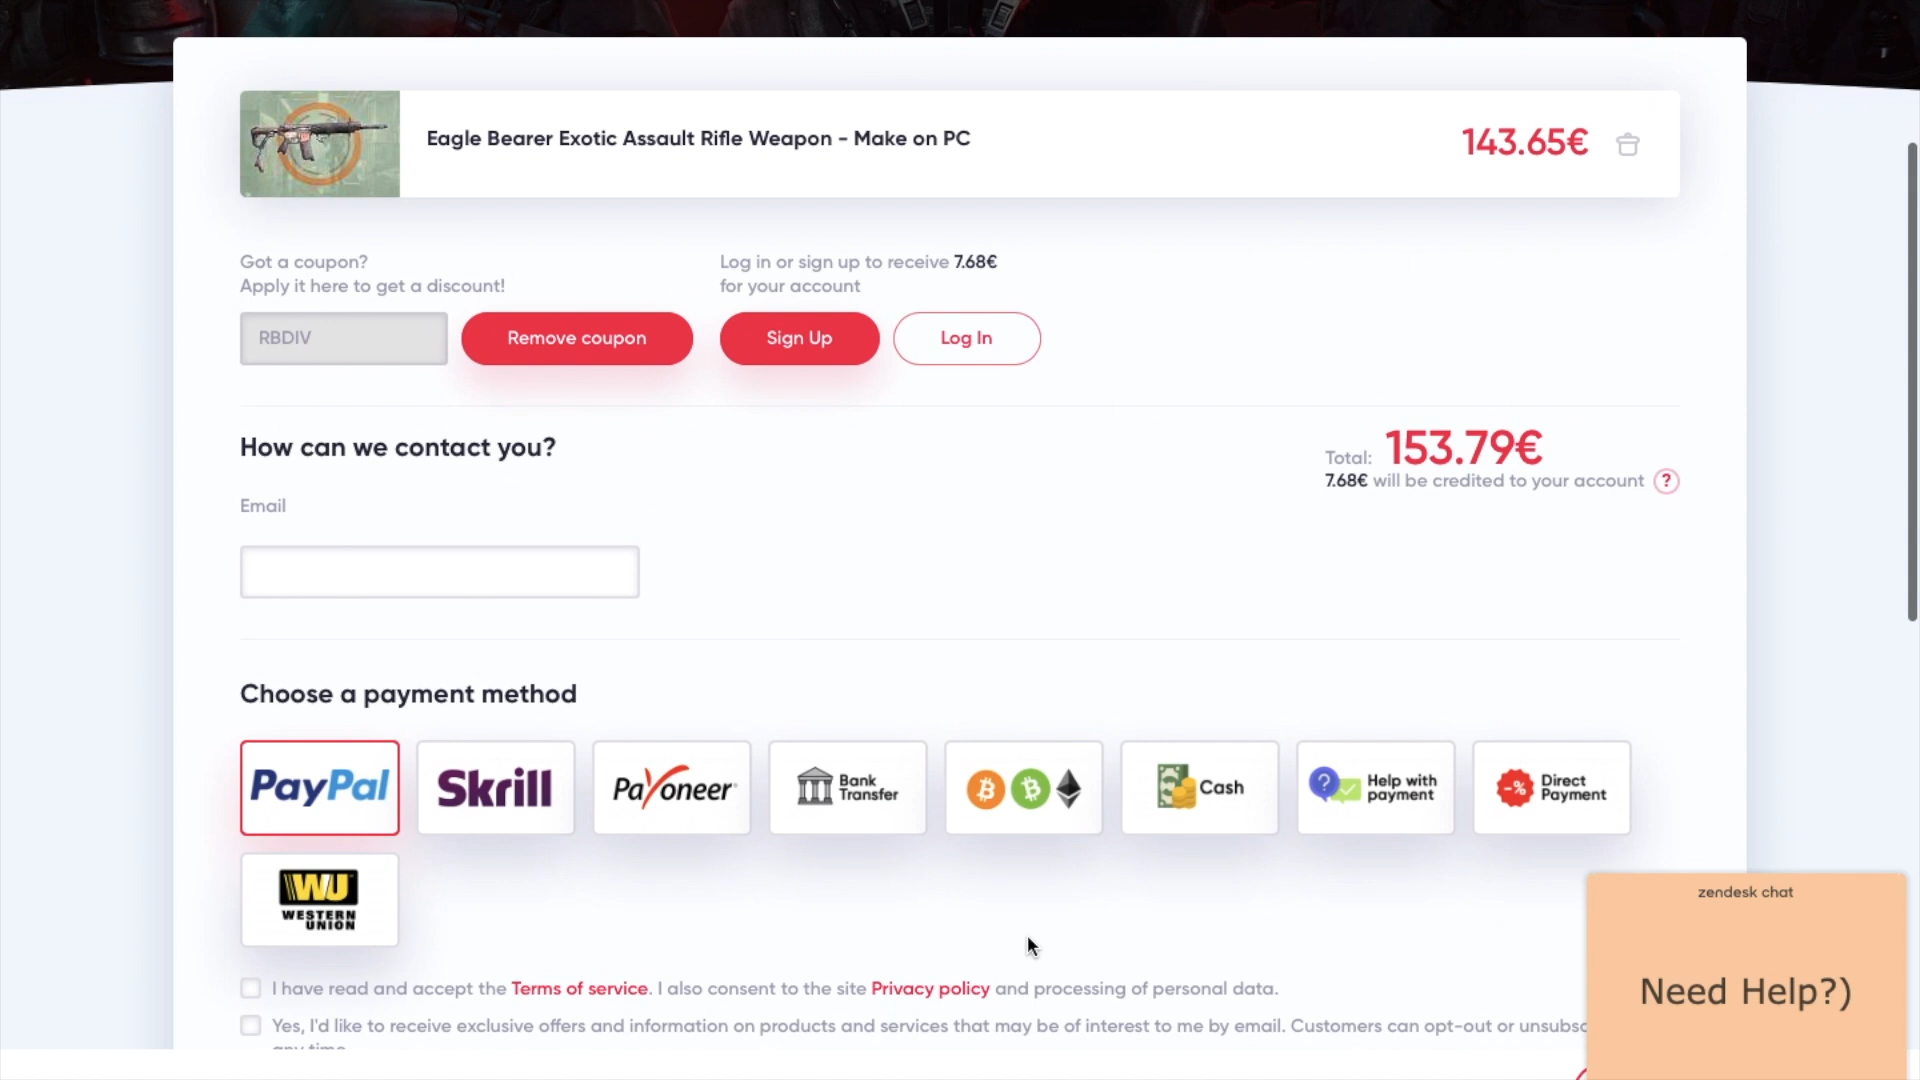 Eagle Bearer Exotic Assault Rifle Weapon - Make on PC
143.65€
Got a coupon?
Apply it here to get a discount!
RBDIV
Remove coupon
Log in or sign up to receive 7.68€
for your account
Sign Up
Log In
How can we contact you?
Total: 153.79€
7.68€ will be credited to your account ?
Email
Choose a payment method
PayPal
Skrill
Payoneer
Bank
Transfer
Cash
? Help with
payment
-% Direct
Payment
WU
WESTERN
UNION
I have read and accept the Terms of service. I also consent to the site Privacy policy and processing of personal data.
Yes, I'd like to receive exclusive offers and information on products and services that may be of interest to me by email. Customers can opt-out or
any time
zendesk chat
Need Help?)